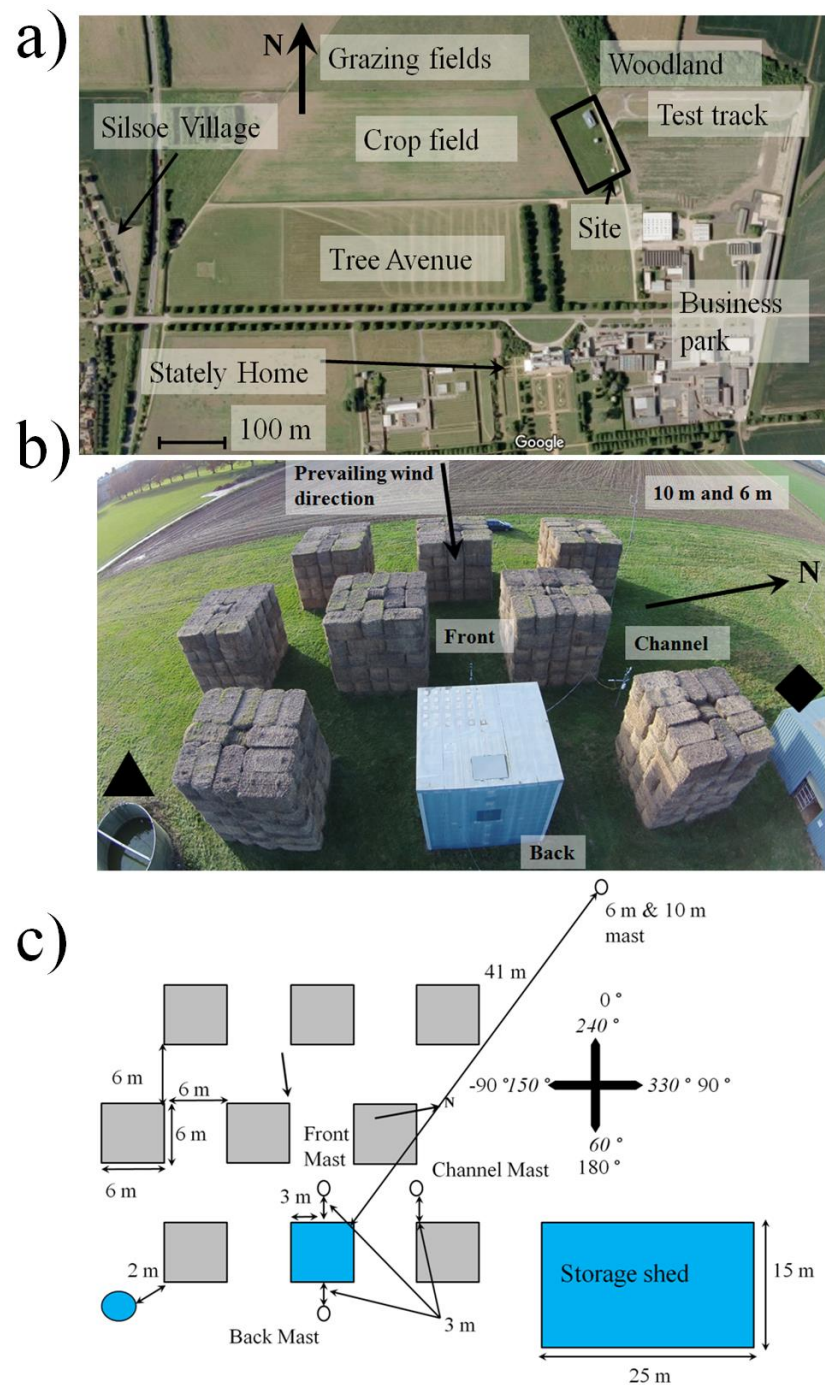 a)
N
Grazing fields
Woodland
Test track
Silsoe Village
Crop field
Site
Tree Avenue
Business
park
Stately Home
100 m
Google
b)
Prevailing wind
direction
10 m and 6 m
N
Front
Channel
Back
c)
6 m & 10 m
mast
41 m
0 °
240 °
6 m
6 m
-90 °
150 °
330 °
90 °
N
6 m
Front
Mast
60 °
180 °
6 m
Channel Mast
3 m
2 m
Storage shed
15 m
Back Mast
3 m
25 m